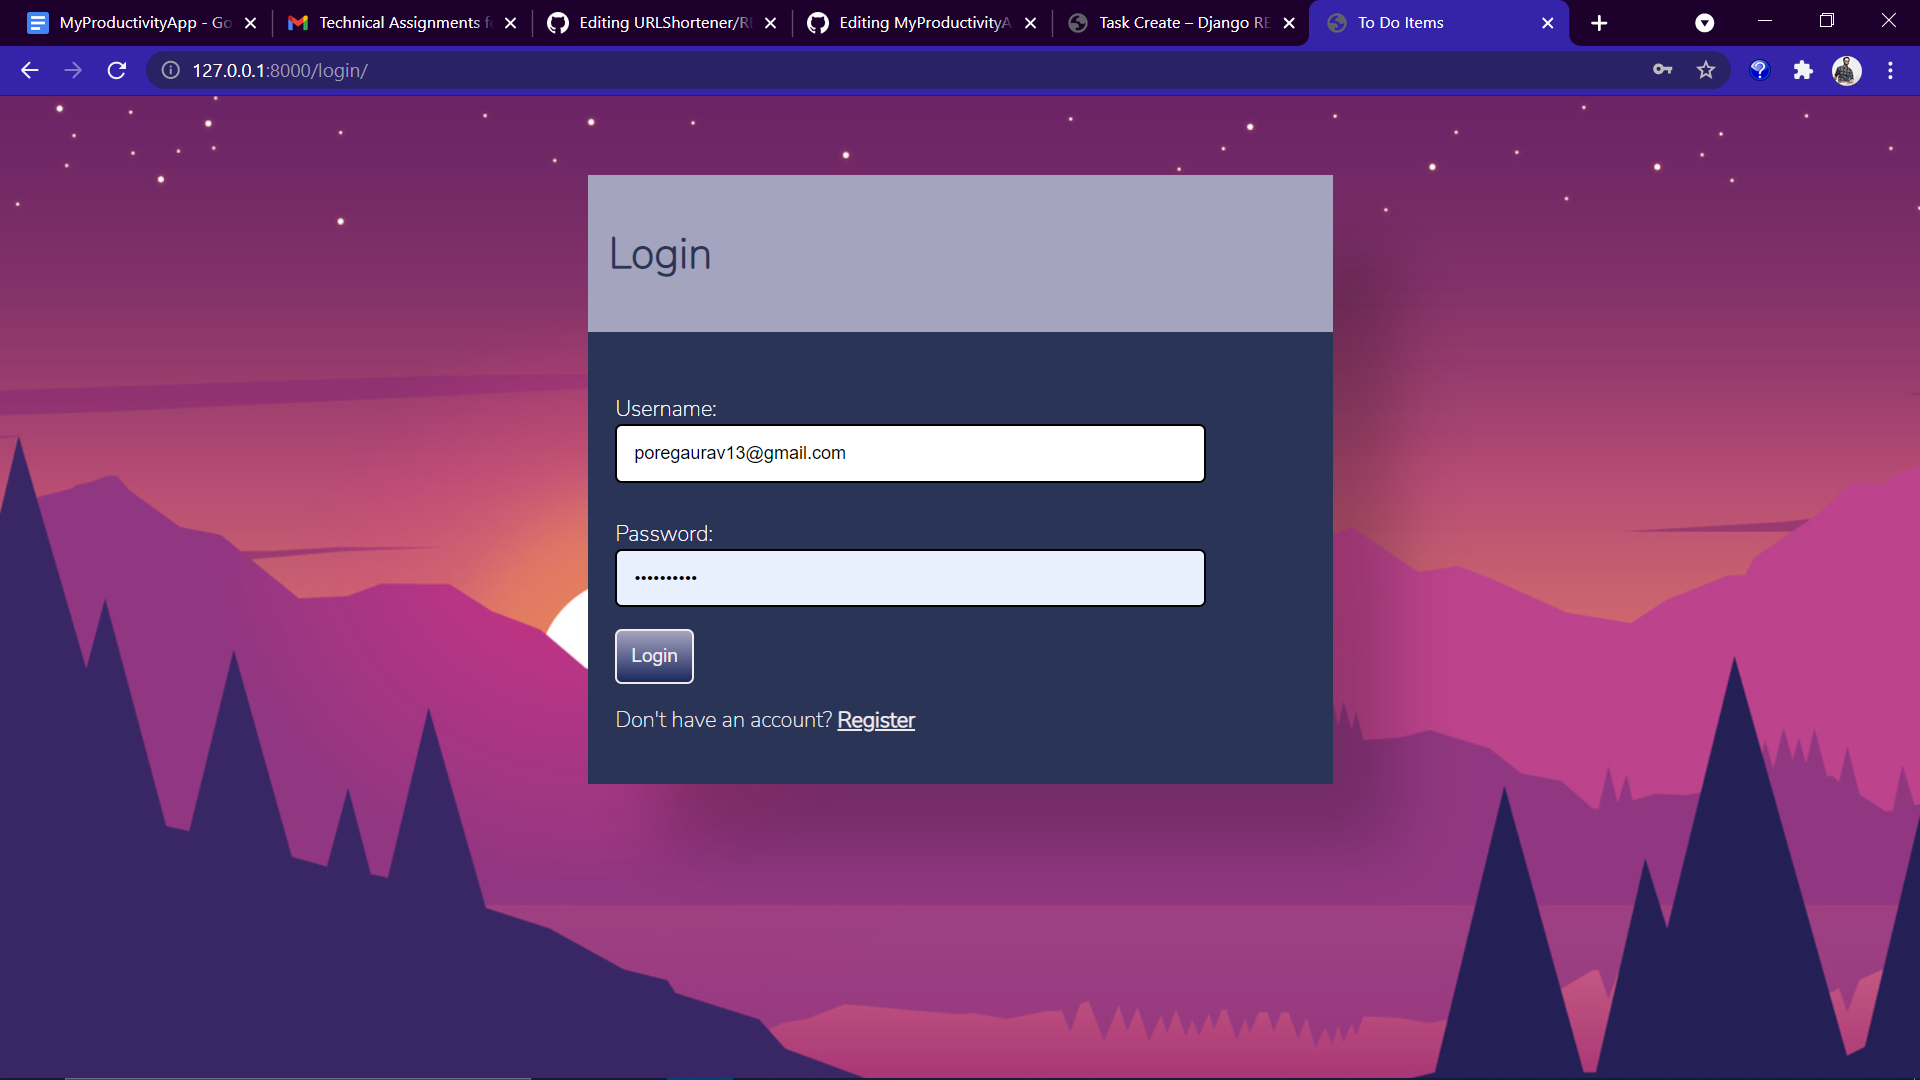 MyProductivityApp - Go
Technical Assignments f
Editing URLShortener/R
Editing MyProductivityA
Task Create – Django RE
To Do Items
127.0.0.1:8000/login/
Login
Username:
poregaurav13@gmail.com
Password:
••••••••••
Login
Don't have an account? Register